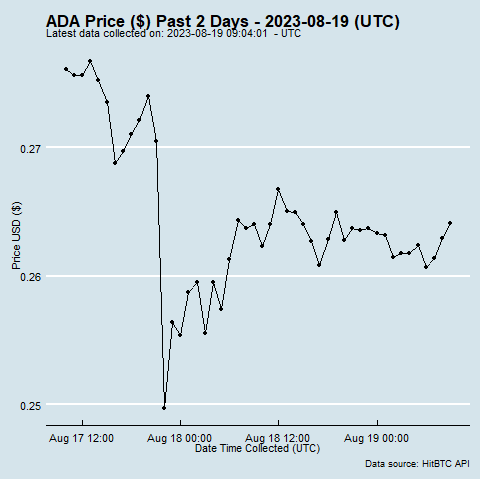 ADA Price ($) Past 2 Days - 2023-08-19 (UTC)
Latest data collected on: 2023-08-19 09:04:01 - UTC
0.27
0.26
0.25
Price USD ($)
Aug 17 12:00 Aug 18 00:00 Aug 18 12:00 Aug 19 00:00
Date Time Collected (UTC)
Data source: HitBTC API